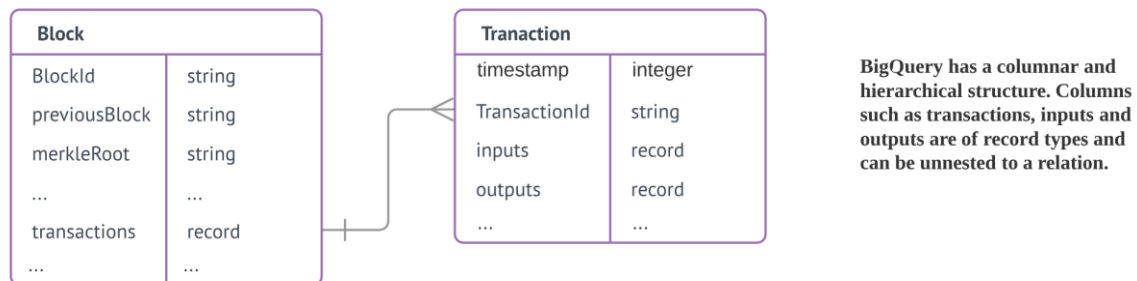 Block
BlockId string
previousBlock string
merkleRoot string
... ...
transactions record
... ...
Tranaction
timestamp integer
TransactionId string
inputs record
outputs record
... ...
BigQuery has a columnar and
hierarchical structure. Columns
such as transactions, inputs and
outputs are of record types and
can be unnested to a relation.